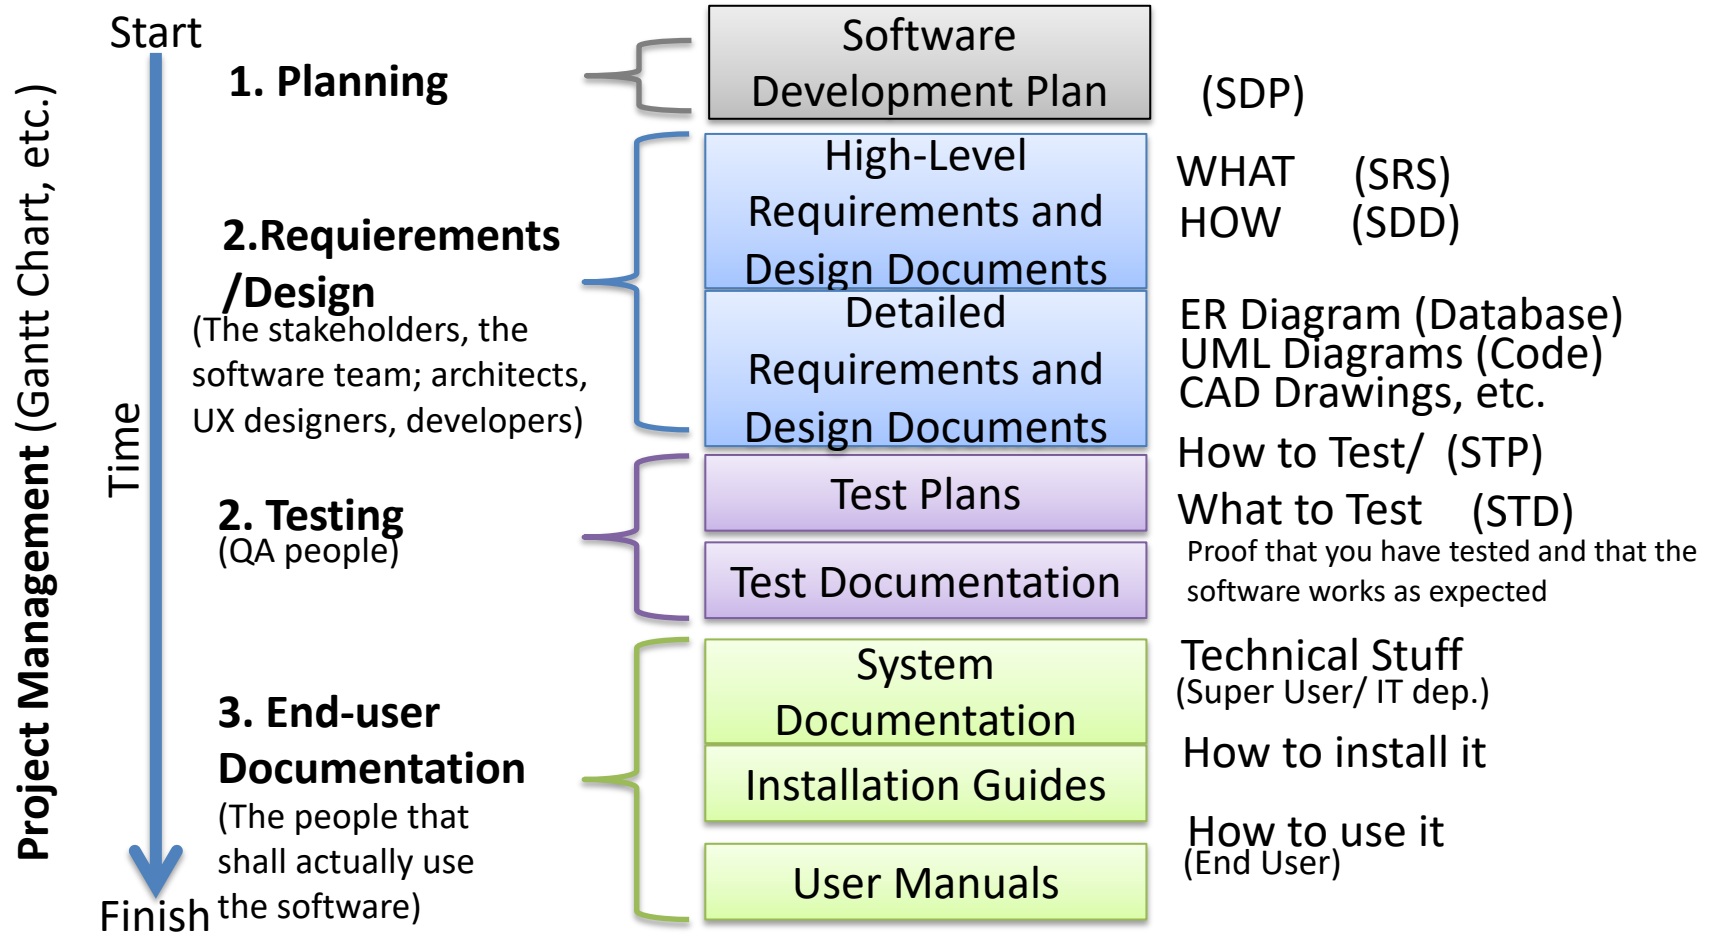 Project Management (Gantt Chart, etc.)
Start
Time
Finish
1. Planning
Software
Development Plan
(SDP)
2.Requierements
/Design
(The stakeholders, the
software team; architects,
UX designers, developers)
High-Level
Requirements and
Design Documents
WHAT (SRS)
HOW (SDD)
Detailed
Requirements and
Design Documents
ER Diagram (Database)
UML Diagrams (Code)
CAD Drawings, etc.
2. Testing
(QA people)
Test Plans
How to Test/ (STP)
What to Test (STD)
Test Documentation
Proof that you have tested and that the
software works as expected
3. End-user
Documentation
(The people that
shall actually use
the software)
System
Documentation
Technical Stuff
(Super User/ IT dep.)
Installation Guides
How to install it
User Manuals
How to use it
(End User)